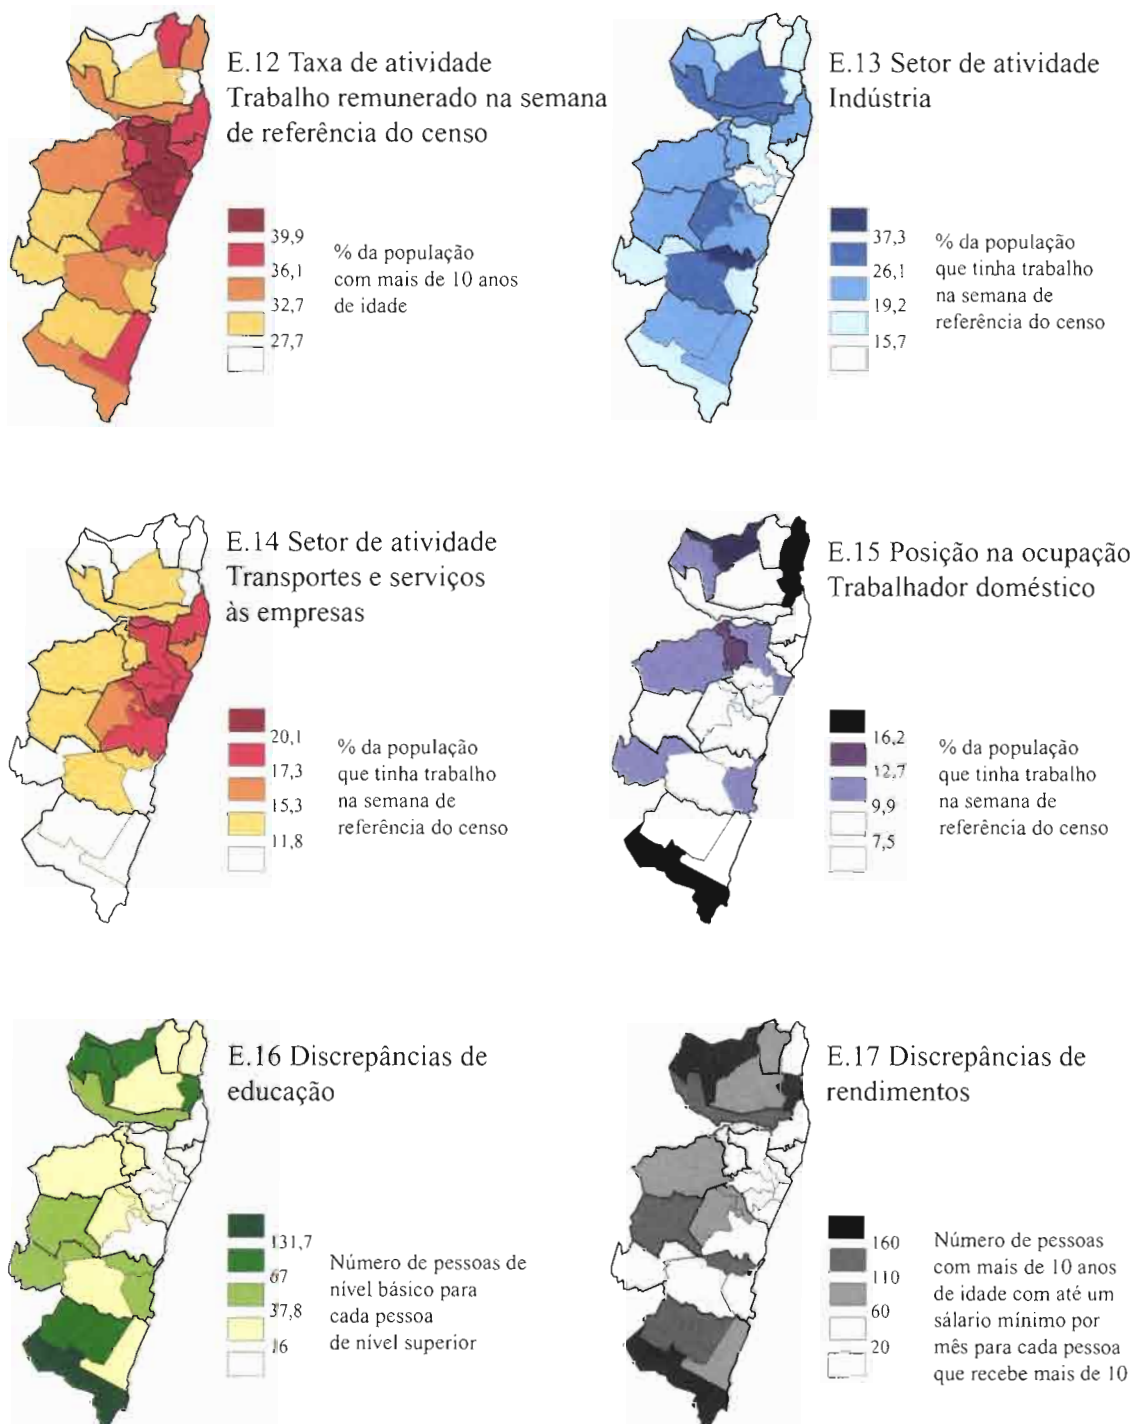 E.12 Taxa de atividade
Trabalho remunerado na semana
de referência do censo
39,9
36,1
32,7
27,7
% da população
com mais de 10 anos
de idade
E.13 Setor de atividade
Indústria
37,3
26,1
19,2
15,7
% da população
que tinha trabalho
na semana de
referência do censo
E.14 Setor de atividade
Transportes e serviços
às empresas
20,1
17,3
15,3
11,8
% da população
que tinha trabalho
na semana de
referência do censo
E.15 Posição na ocupação
Trabalhador doméstico
16,2
12,7
9,9
7,5
% da população
que tinha trabalho
na semana de
referência do censo
E.16 Discrepâncias de
educação
131,7
67
37,8
16
Número de pessoas de
nível básico para
cada pessoa
de nível superior
E.17 Discrepâncias de
rendimentos
160
110
60
20
Número de pessoas
com mais de 10 anos
de idade com até um
sálario mínimo por
mês para cada pessoa
que recebe mais de 10